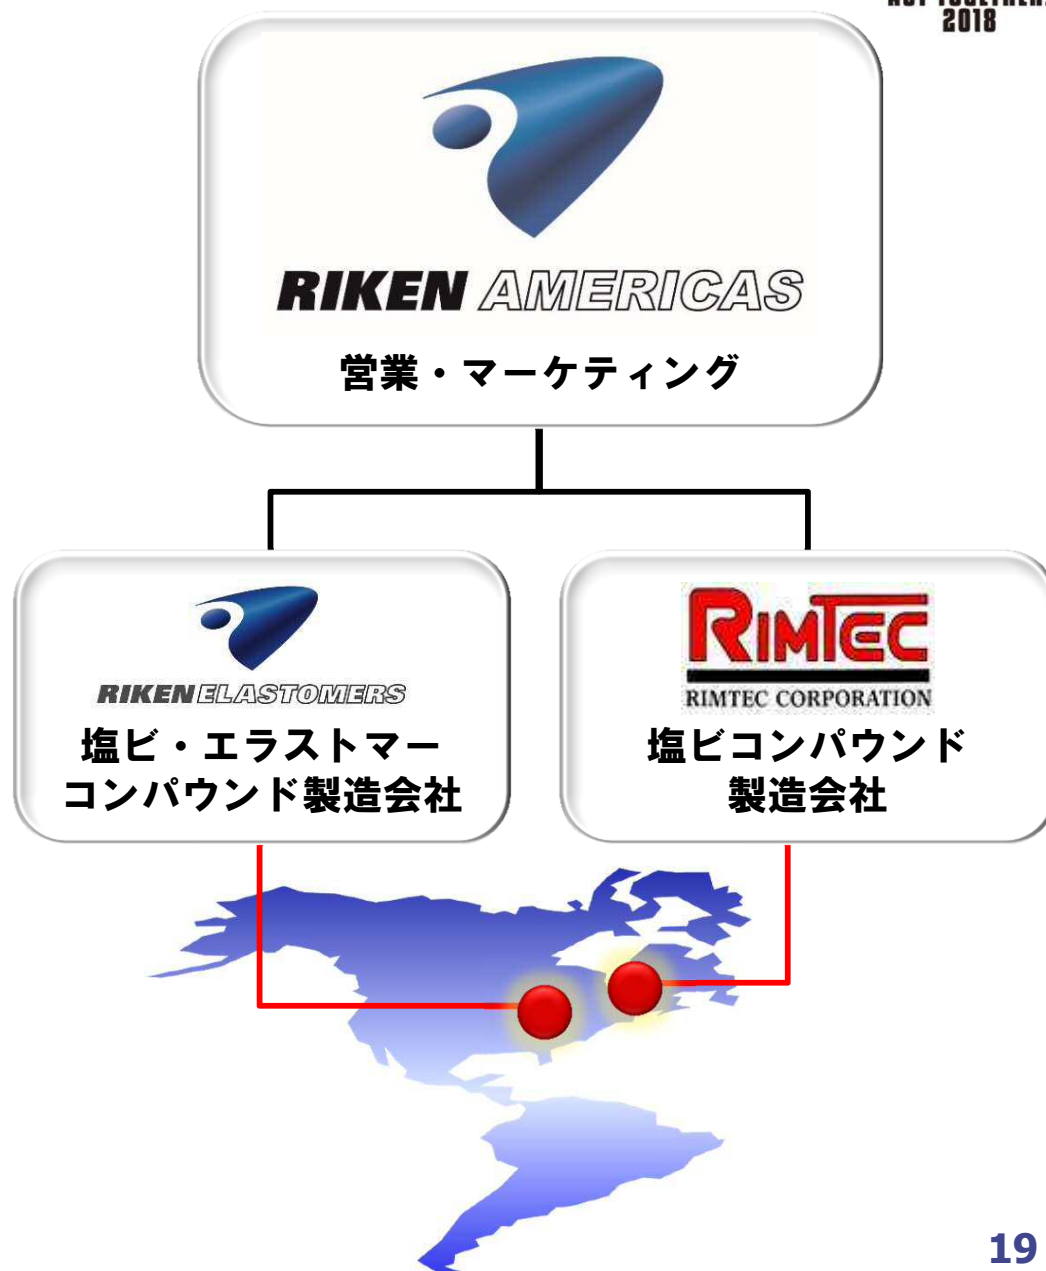 2018
RIKEN AMERICAS
営業・マーケティング
RIKEN ELASTOMERS
塩ビ・エラストマー
コンパウンド製造会社
RIMTEC
RIMTEC CORPORATION
塩ビコンパウンド
製造会社
19